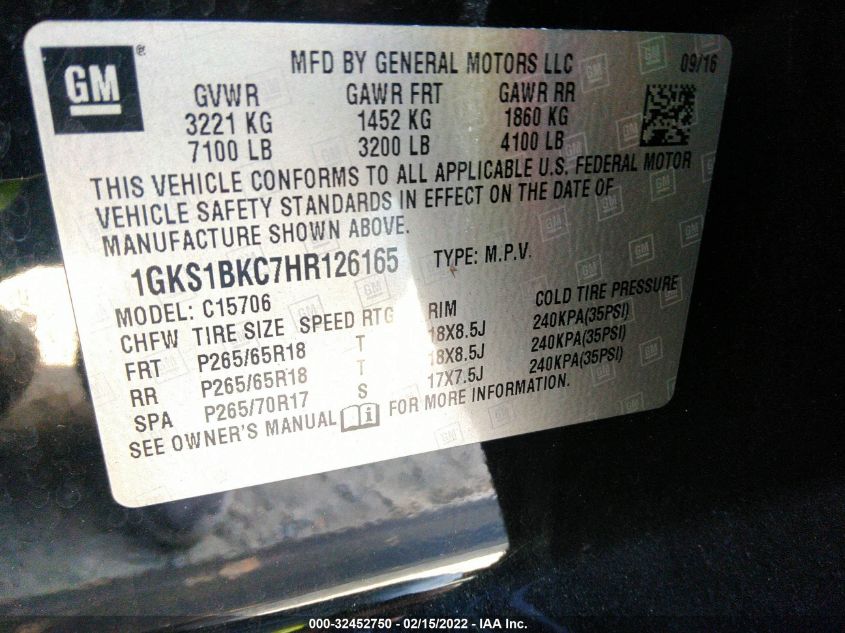 GM ®
MFD BY GENERAL MOTORS LLC 09/16
GVWR GAWR FRT GAWR RR
3221 KG 1452 KG 1860 KG
7100 LB 3200 LB 4100 LB
THIS VEHICLE CONFORMS TO ALL APPLICABLE U.S. FEDERAL MOTOR
VEHICLE SAFETY STANDARDS IN EFFECT ON THE DATE OF
MANUFACTURE SHOWN ABOVE.
1GKS1BKC7HR126165 TYPE: M.P.V.
MODEL: C15706
CHFW TIRE SIZE SPEED RTG RIM COLD TIRE PRESSURE
FRT P265/65R18 T 18X8.5J 240KPA(35PSI)
RR P265/65R18 T 18X8.5J 240KPA(35PSI)
SPA P265/70R17 S 17X7.5J 240KPA(35PSI)
SEE OWNER'S MANUAL FOR MORE INFORMATION.
000-32452750 - 02/15/2022 - IAA Inc.